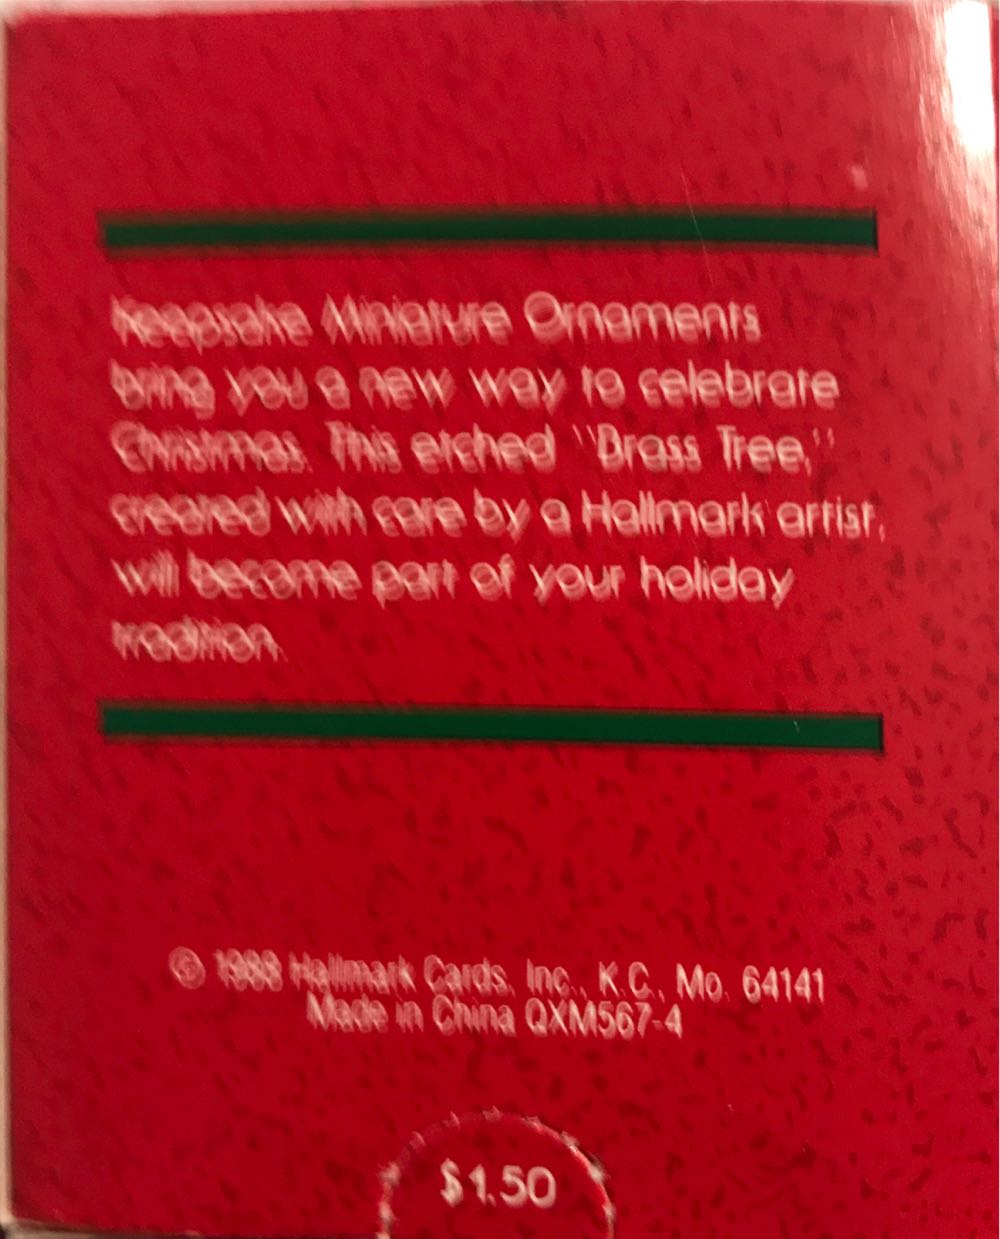 Keepsake Miniature Ornaments
bring you a new way to celebrate
Christmas. This etched "Brass Tree,"
created with care by a Hallmark artist,
will become part of your holiday
tradition.
© 1988 Hallmark Cards, Inc., K.C., Mo. 64141
Made in China QXM567-4
$1.50